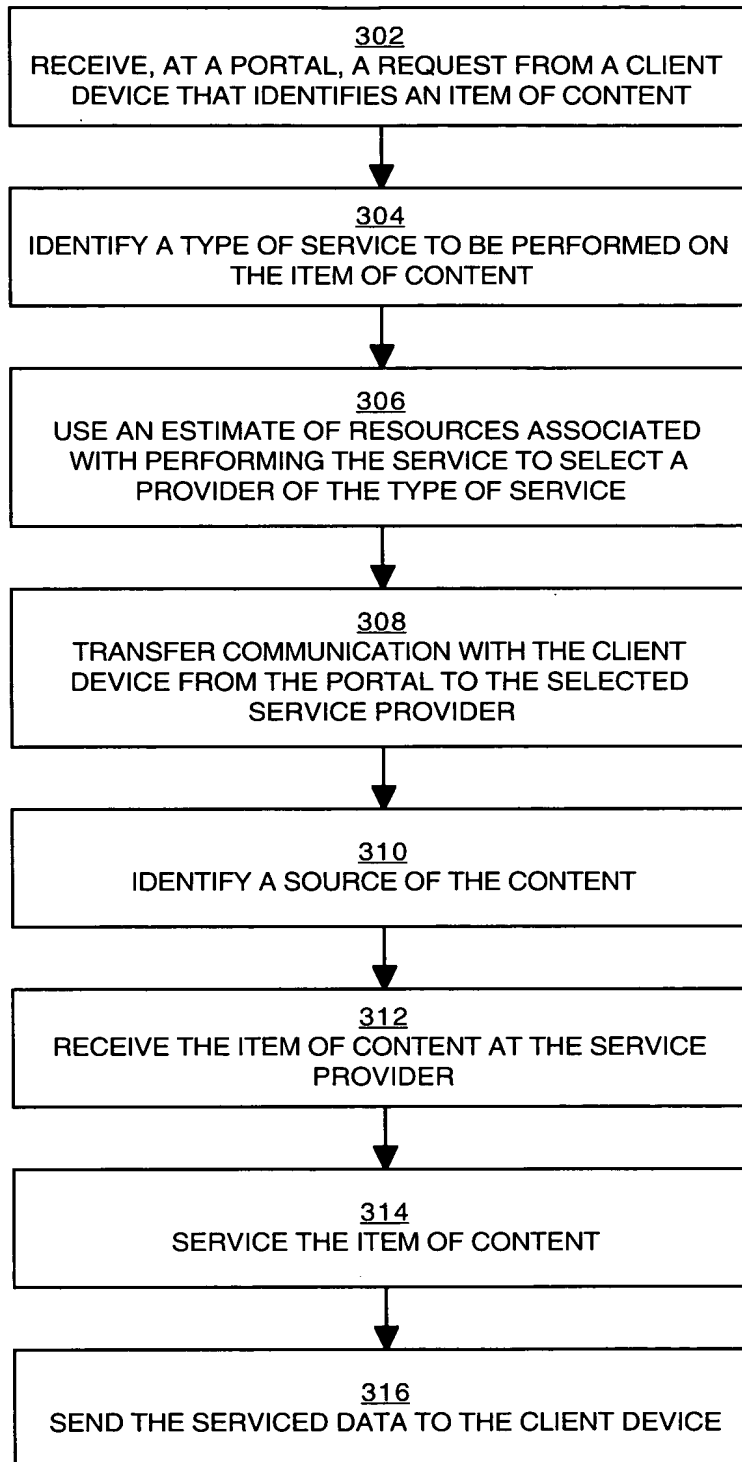 302
RECEIVE, AT A PORTAL, A REQUEST FROM A CLIENT
DEVICE THAT IDENTIFIES AN ITEM OF CONTENT
304
IDENTIFY A TYPE OF SERVICE TO BE PERFORMED ON
THE ITEM OF CONTENT
306
USE AN ESTIMATE OF RESOURCES ASSOCIATED
WITH PERFORMING THE SERVICE TO SELECT A
PROVIDER OF THE TYPE OF SERVICE
308
TRANSFER COMMUNICATION WITH THE CLIENT
DEVICE FROM THE PORTAL TO THE SELECTED
SERVICE PROVIDER
310
IDENTIFY A SOURCE OF THE CONTENT
312
RECEIVE THE ITEM OF CONTENT AT THE SERVICE
PROVIDER
314
SERVICE THE ITEM OF CONTENT
316
SEND THE SERVICED DATA TO THE CLIENT DEVICE